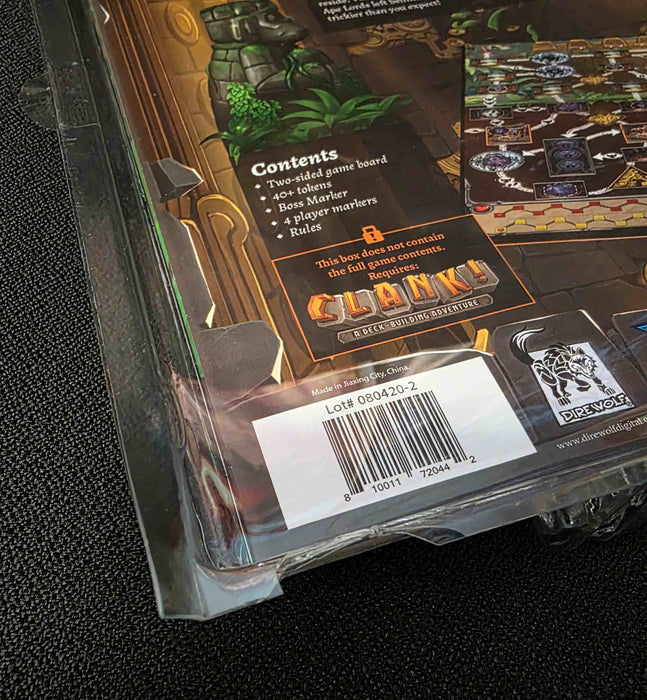 reside.
Ape Lords left behind
trickier than you expect!
Contents
• Two-sided game board
• 40+ tokens
• Boss Marker
• 4 player markers
• Rules
This box does not contain
the full game contents.
Requires:
CLANK!
A DECK-BUILDING ADVENTURE
Made in Jiaxing City, China.
Lot# 080420-2
8 10011 72044 2
DIRE WOLF
www.direwolfdigital.